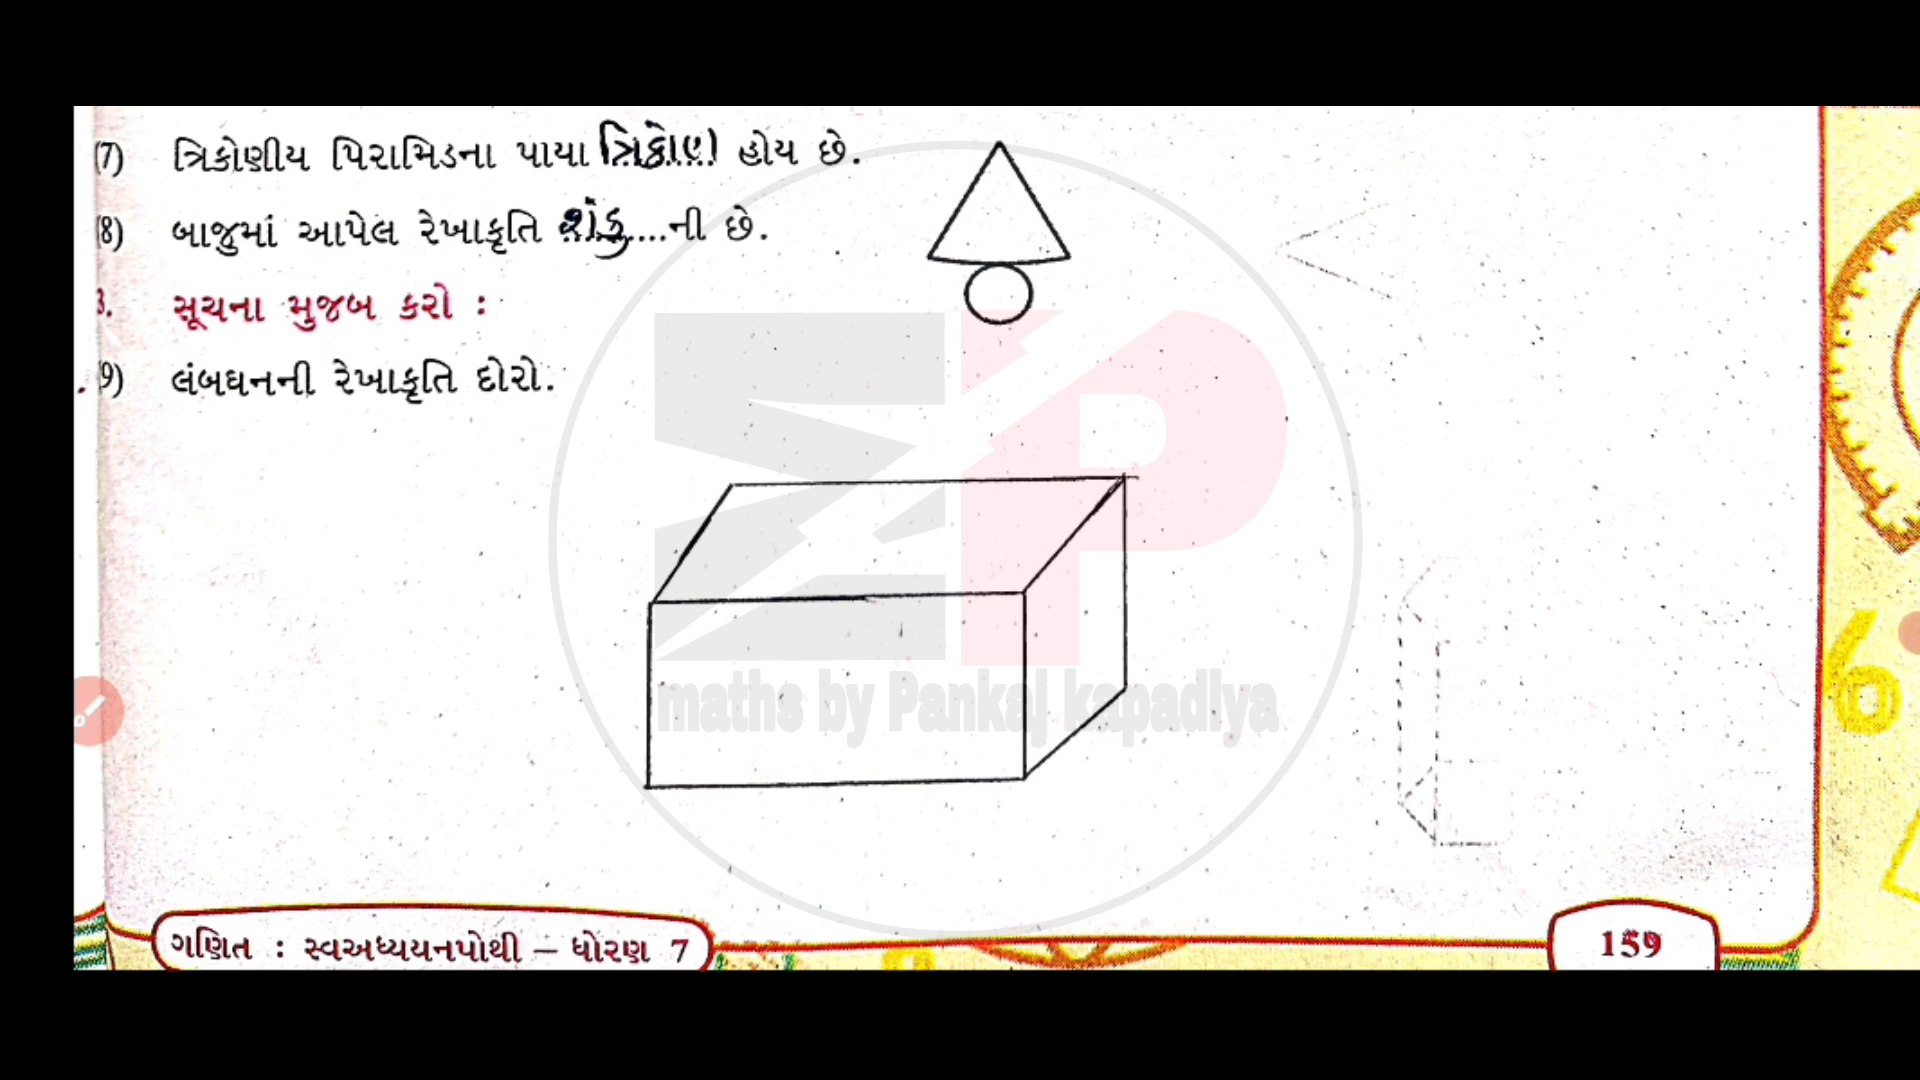 (7) ત્રિકોણીય પિરામિડના પાયા ત્રિકોણ હોય છે.
(8) બાજુમાં આપેલ રેખાકૃતિ શંકુ....ની છે.
3. સૂચના મુજબ કરો :
(9) લંબઘનની રેખાકૃતિ દોરો.
maths by Pankaj kapadiya
ગણિત : સ્વઅધ્યયનપોથી – ધોરણ 7
159
6